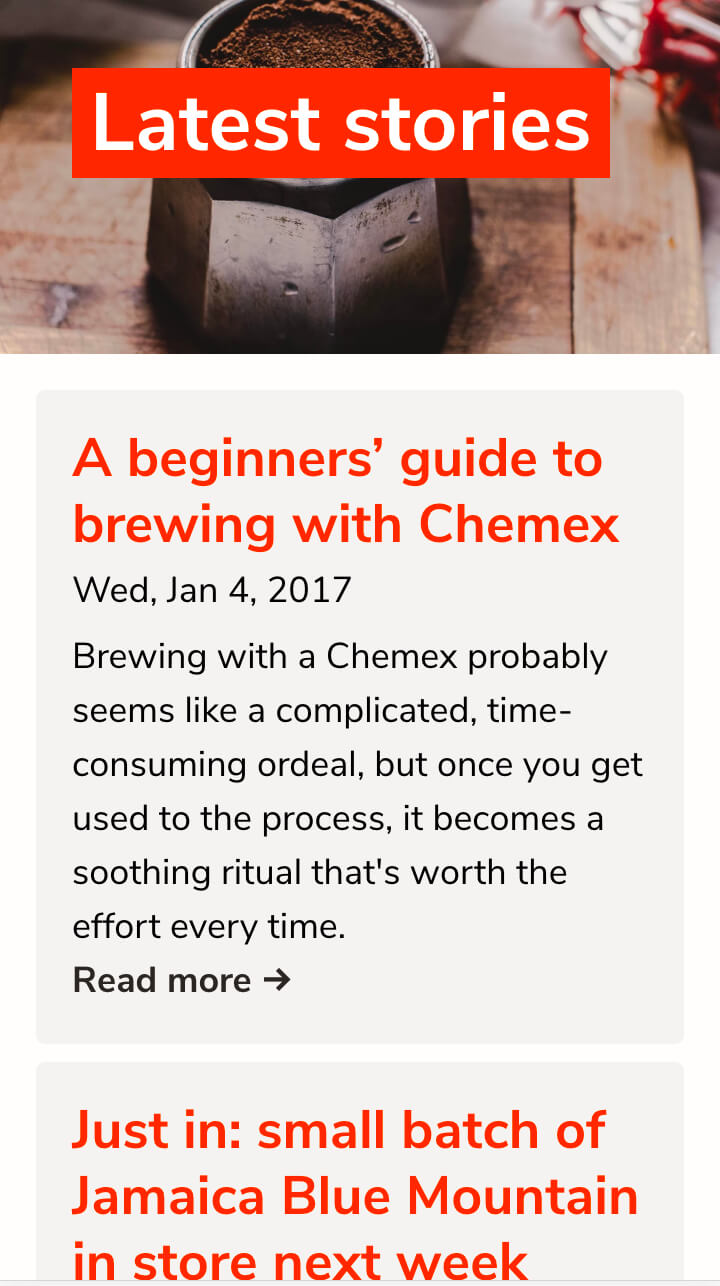 Latest stories
A beginners’ guide to
brewing with Chemex
Wed, Jan 4, 2017
Brewing with a Chemex probably
seems like a complicated, time-
consuming ordeal, but once you get
used to the process, it becomes a
soothing ritual that's worth the
effort every time.
Read more →
Just in: small batch of
Jamaica Blue Mountain
in store next week